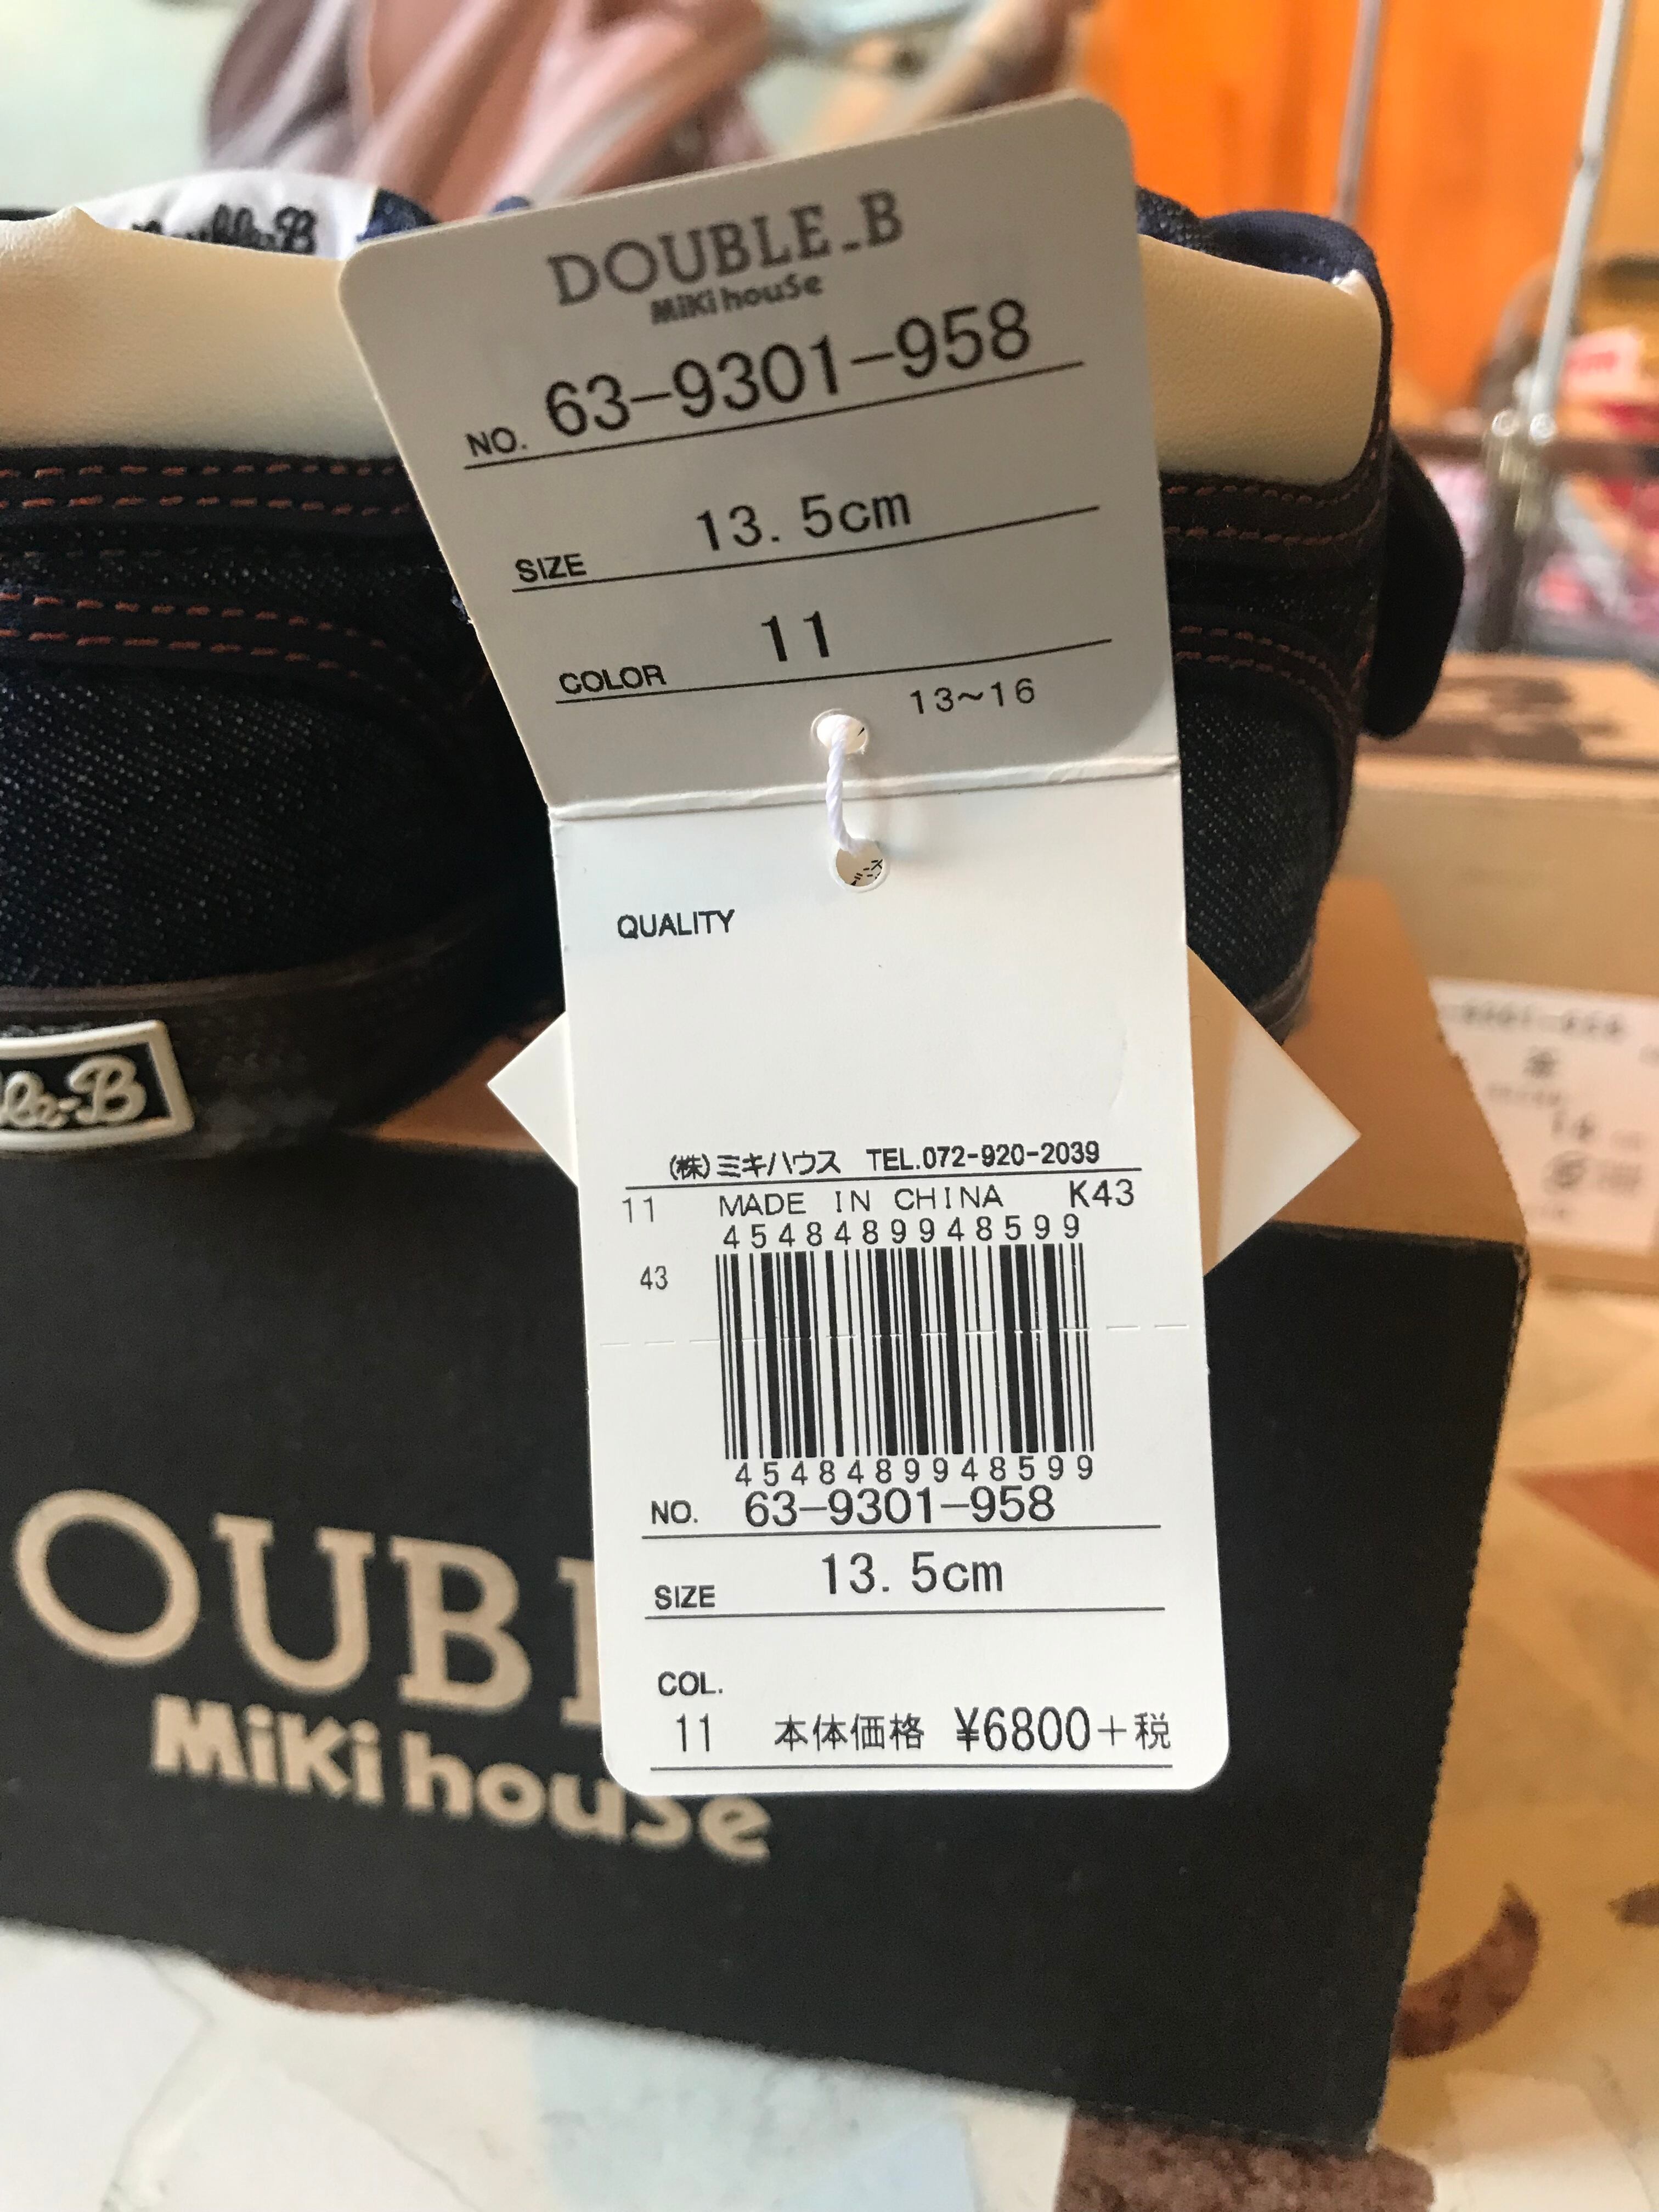 Double-B
DOUBLE_B
MiKi houSe
NO. 63-9301-958
SIZE 13.5cm
COLOR 11
13~16
QUALITY
(株)ミキハウス TEL.072-920-2039
11 MADE IN CHINA K43
4548489948599
43
4548489948599
NO. 63-9301-958
SIZE 13.5cm
COL.
11 本体価格 ¥6800+税
ble-B
OUBL
MiKi houSe